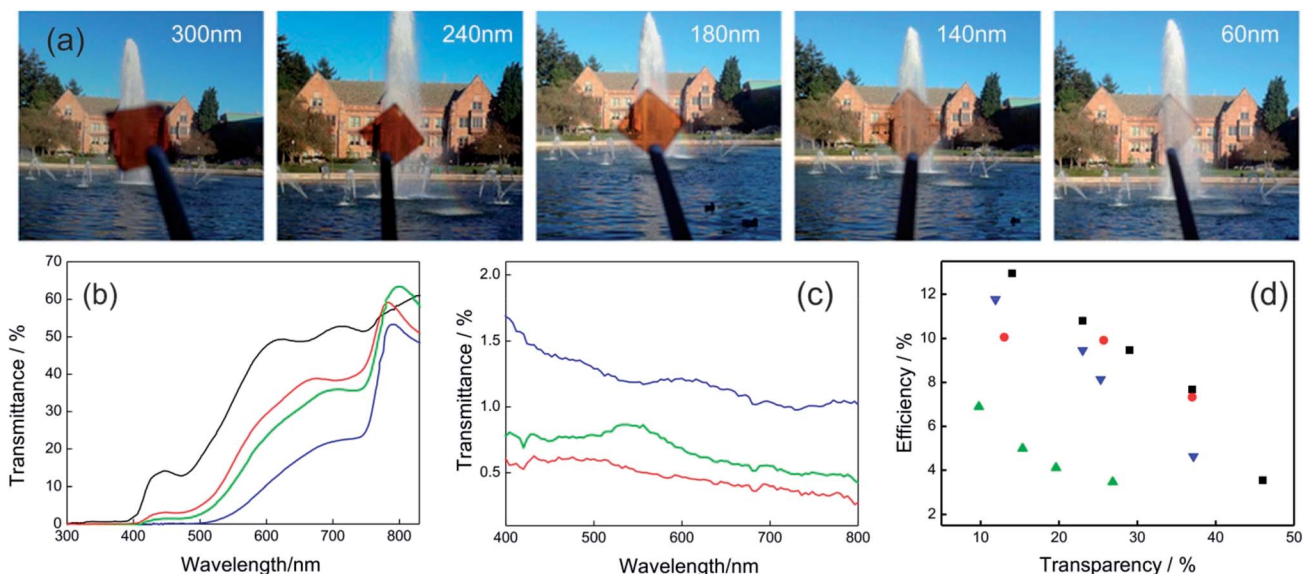 (a)
300nm
240nm
180nm
140nm
60nm
(b)
Transmittance / %
70
60
50
40
30
20
10
0
300 400 500 600 700 800
Wavelength/nm
(c)
Transmittance / %
2.0
1.5
1.0
0.5
400 500 600 700 800
Wavelength/nm
(d)
Efficiency / %
12
10
8
6
4
2
10 20 30 40 50
Transparency / %